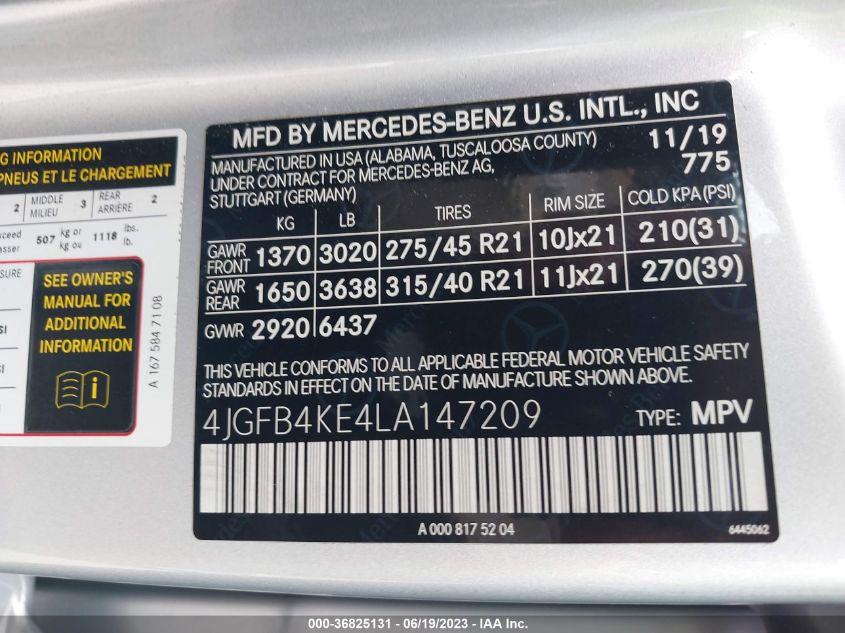 G INFORMATION
PNEUS ET LE CHARGEMENT
2 MIDDLE MILIEU 3 REAR ARRIÈRE 2
507 kg or kg ou 1118 lbs. lb.
SEE OWNER'S
MANUAL FOR
ADDITIONAL
INFORMATION
A 167 584 71 08
MFD BY MERCEDES-BENZ U.S. INTL., INC
MANUFACTURED IN USA (ALABAMA, TUSCALOOSA COUNTY) 11/19
UNDER CONTRACT FOR MERCEDES-BENZ AG, 775
STUTTGART (GERMANY)
KG LB TIRES RIM SIZE COLD KPA(PSI)
GAWR FRONT 1370 3020 275/45 R21 10Jx21 210(31)
GAWR REAR 1650 3638 315/40 R21 11Jx21 270(39)
GVWR 2920 6437
THIS VEHICLE CONFORMS TO ALL APPLICABLE FEDERAL MOTOR VEHICLE SAFETY
STANDARDS IN EFFECT ON THE DATE OF MANUFACTURE SHOWN ABOVE.
4JGFB4KE4LA147209 TYPE: MPV
A 000 817 52 04
6445062
000-36825131 - 06/19/2023 - IAA Inc.